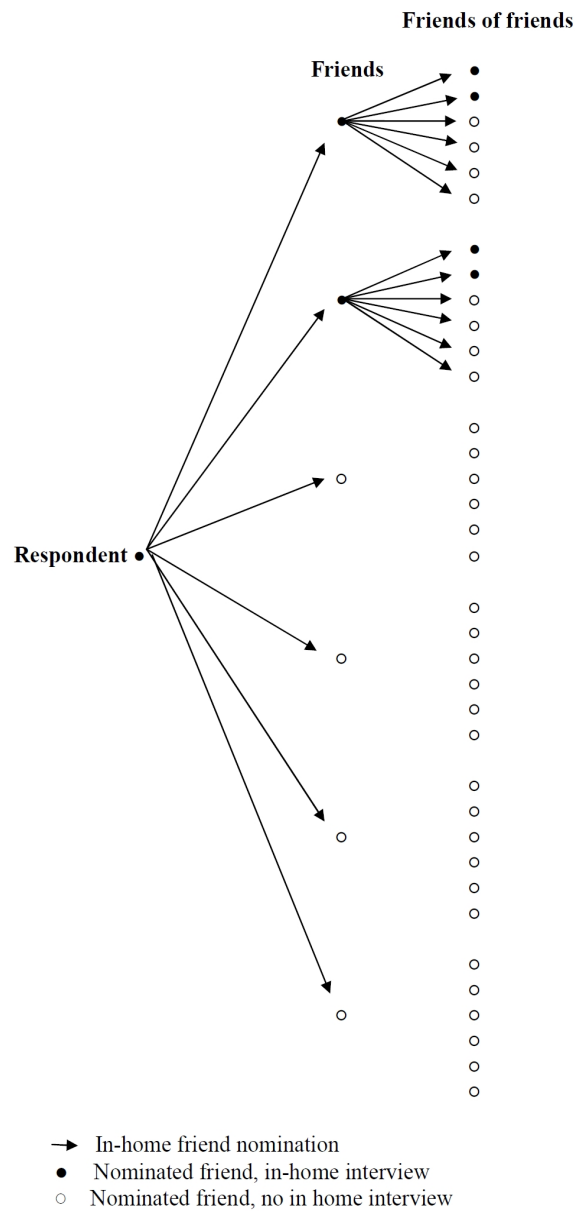 Friends of friends
Friends
Respondent
In-home friend nomination
Nominated friend, in-home interview
Nominated friend, no in home interview